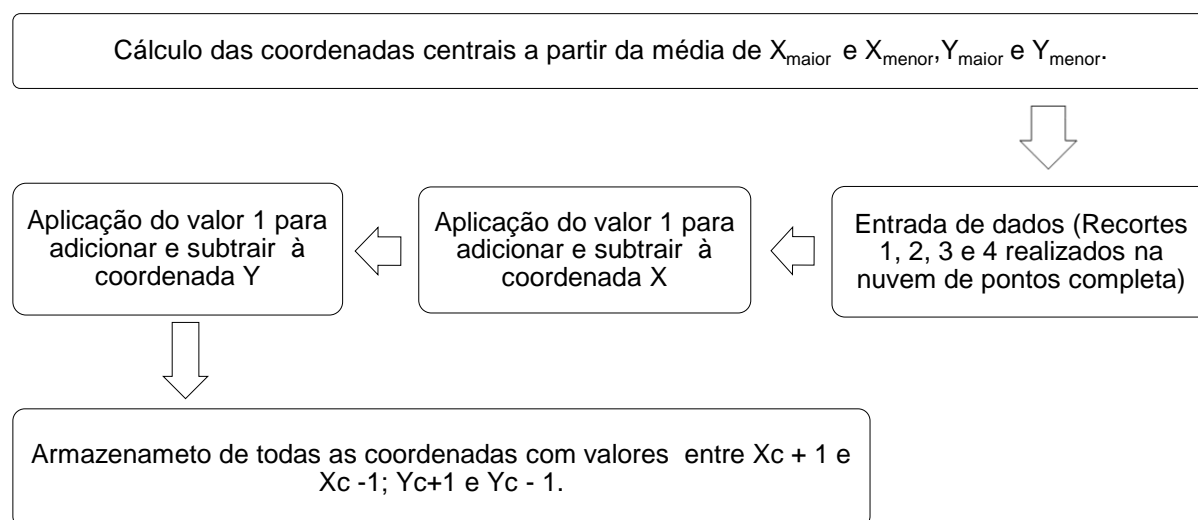 Cálculo das coordenadas centrais a partir da média de Xmaior e Xmenor,Ymaior e Ymenor.
Entrada de dados (Recortes
1, 2, 3 e 4 realizados na
nuvem de pontos completa)
Aplicação do valor 1 para
adicionar e subtrair à
coordenada X
Aplicação do valor 1 para
adicionar e subtrair à
coordenada Y
Armazenameto de todas as coordenadas com valores entre Xc + 1 e
Xc -1; Yc+1 e Yc - 1.